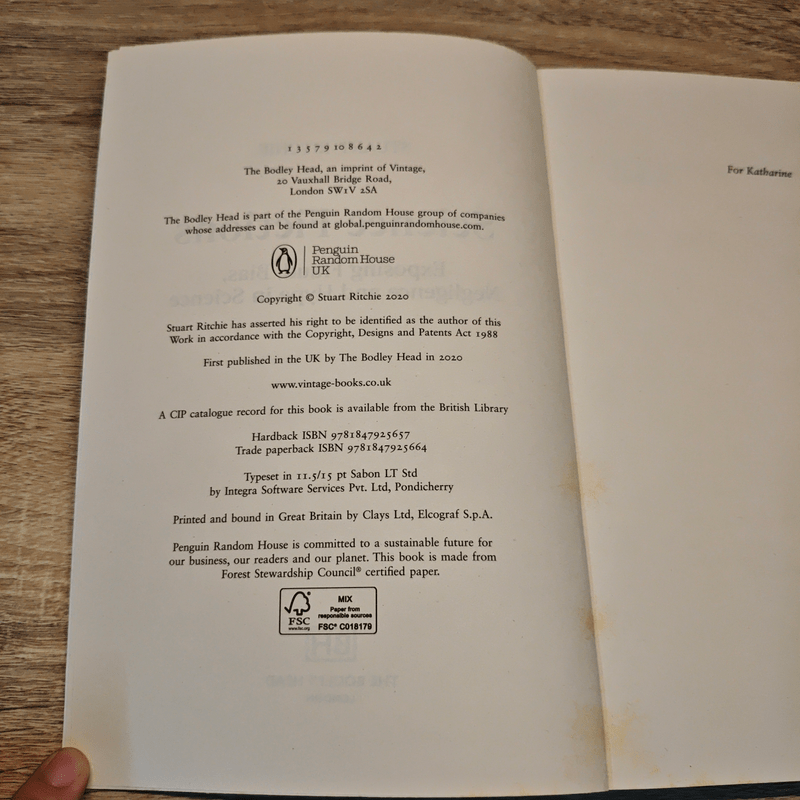 1 3 5 7 9 10 8 6 4 2
The Bodley Head, an imprint of Vintage,
20 Vauxhall Bridge Road,
London SW1V 2SA
The Bodley Head is part of the Penguin Random House group of companies
whose addresses can be found at global.penguinrandomhouse.com.
Penguin
Random House
UK
Copyright © Stuart Ritchie 2020
Stuart Ritchie has asserted his right to be identified as the author of this
Work in accordance with the Copyright, Designs and Patents Act 1988
First published in the UK by The Bodley Head in 2020
www.vintage-books.co.uk
A CIP catalogue record for this book is available from the British Library
Hardback ISBN 9781847925657
Trade paperback ISBN 9781847925664
Typeset in 11.5/15 pt Sabon LT Std
by Integra Software Services Pvt. Ltd, Pondicherry
Printed and bound in Great Britain by Clays Ltd, Elcograf S.p.A.
Penguin Random House is committed to a sustainable future for
our business, our readers and our planet. This book is made from
Forest Stewardship Council® certified paper.
FSC
www.fsc.org
MIX
Paper from
responsible sources
FSC® C018179
For Katharine